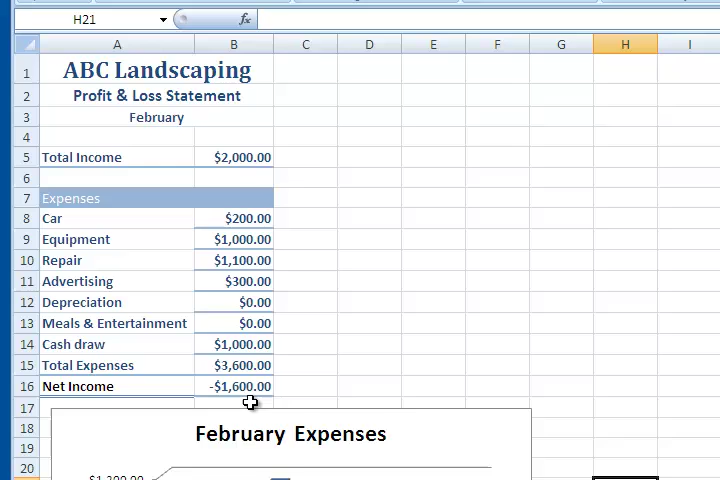 H21
fx
A B C D E F G H I
1 ABC Landscaping
2 Profit & Loss Statement
3 February
4
5 Total Income $2,000.00
6
7 Expenses
8 Car $200.00
9 Equipment $1,000.00
10 Repair $1,100.00
11 Advertising $300.00
12 Depreciation $0.00
13 Meals & Entertainment $0.00
14 Cash draw $1,000.00
15 Total Expenses $3,600.00
16 Net Income -$1,600.00
17
18 February Expenses
19
20 $1,200.00